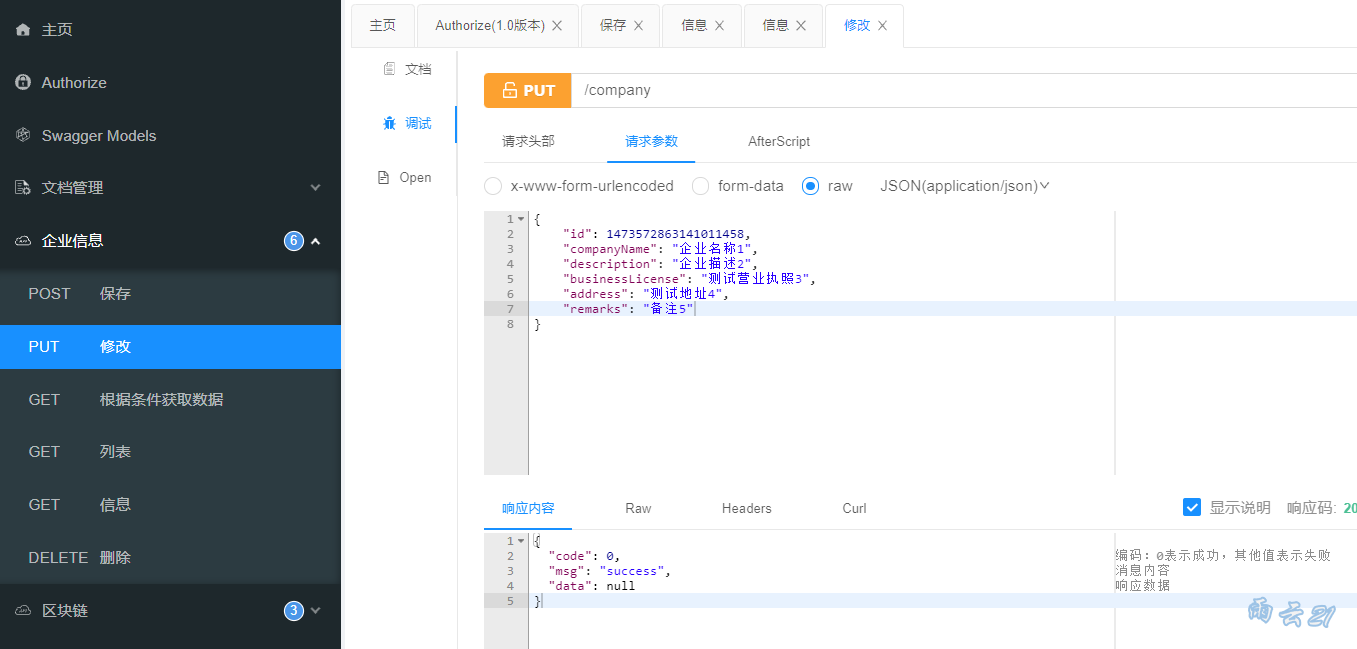 主页
Authorize
Swagger Models
文档管理
企业信息 6
POST 保存
PUT 修改
GET 根据条件获取数据
GET 列表
GET 信息
DELETE 删除
区块链 3
主页 Authorize(1.0版本) 保存 信息 信息 修改
文档
调试
Open
PUT /company
请求头部 请求参数 AfterScript
x-www-form-urlencoded form-data raw JSON(application/json)
1 {
2 "id": 1473572863141011458,
3 "companyName": "企业名称1",
4 "description": "企业描述2",
5 "businessLicense": "测试营业执照3",
6 "address": "测试地址4",
7 "remarks": "备注5"
8 }
响应内容 Raw Headers Curl 显示说明 响应码: 20
1 {
2 "code": 0, 编码: 0表示成功，其他值表示失败
3 "msg": "success", 消息内容
4 "data": null 响应数据
5 }
雨云21